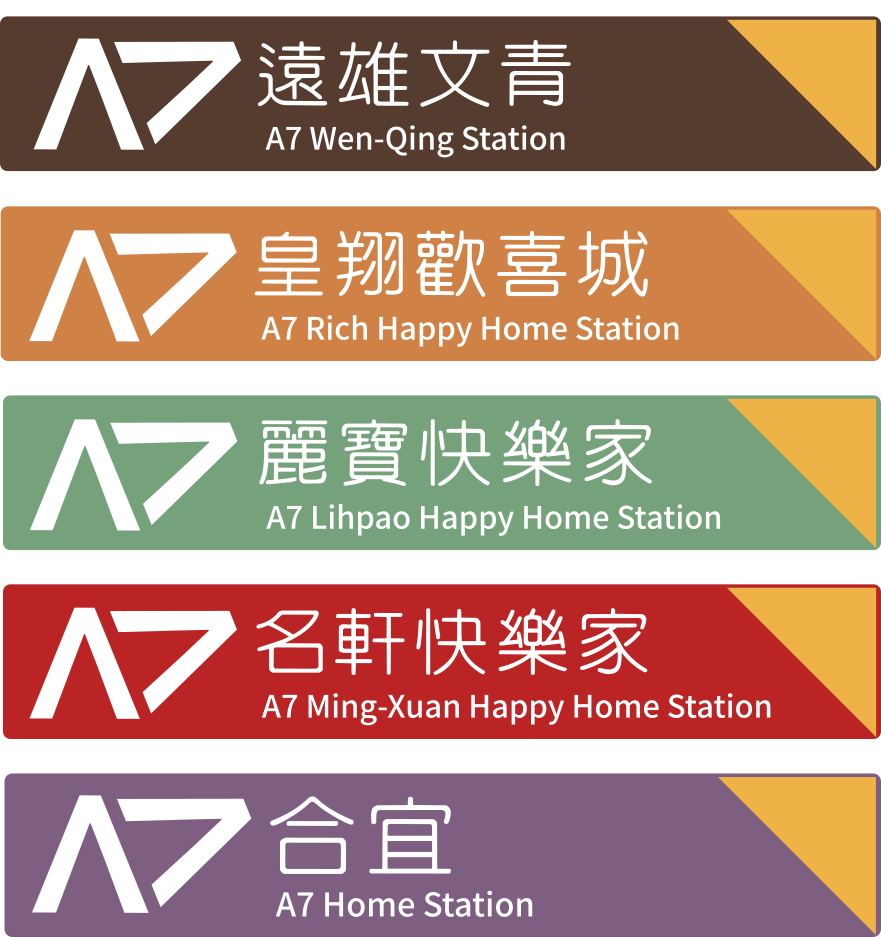 A7 遠雄文青
A7 Wen-Qing Station
A7 皇翔歡喜城
A7 Rich Happy Home Station
A7 麗寶快樂家
A7 Lihpao Happy Home Station
A7 名軒快樂家
A7 Ming-Xuan Happy Home Station
A7 合宜
A7 Home Station